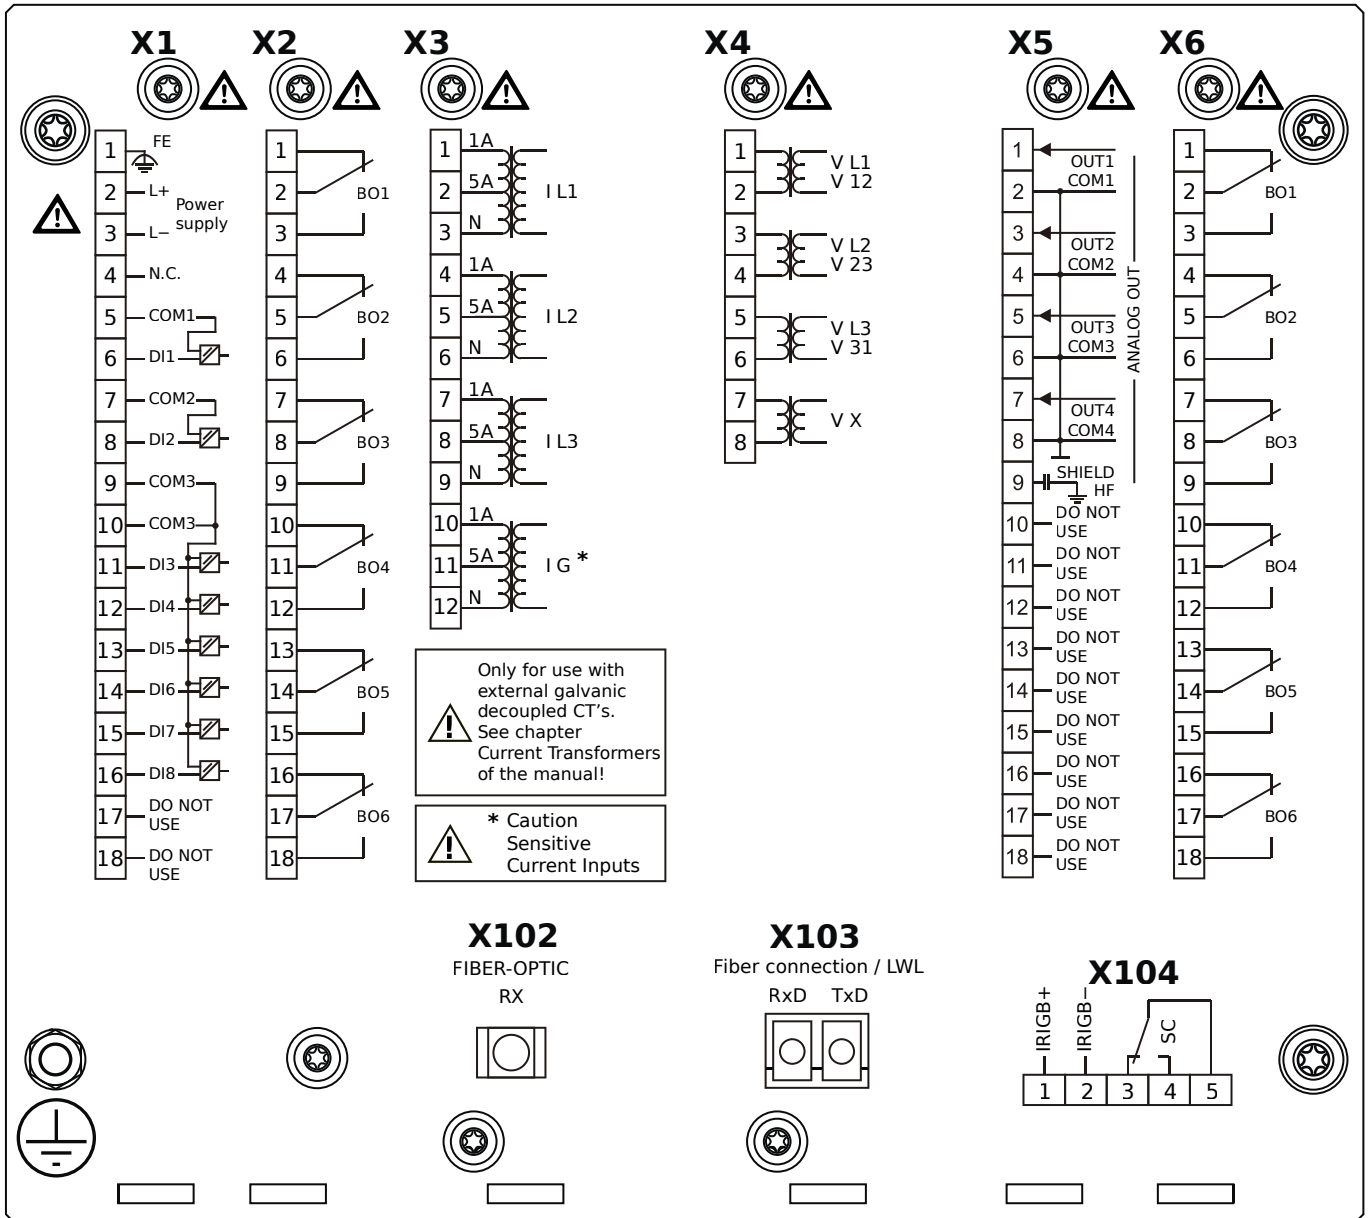 X1
X2
X3
X4
X5
X6
1 FE
2 L+
Power
supply
3 L−
4 N.C.
5 COM1
6 DI1
7 COM2
8 DI2
9 COM3
10 COM3
11 DI3
12 DI4
13 DI5
14 DI6
15 DI7
16 DI8
17 DO NOT
USE
18 DO NOT
USE
1
2 BO1
3
4
5 BO2
6
7
8 BO3
9
10
11 BO4
12
13
14 BO5
15
16
17 BO6
18
1 1A
2 5A I L1
3 N
4 1A
5 5A I L2
6 N
7 1A
8 5A I L3
9 N
10 1A
11 5A I G *
12 N
Only for use with
external galvanic
decoupled CT's.
See chapter
Current Transformers
of the manual!
* Caution
Sensitive
Current Inputs
1 V L1
2 V 12
3 V L2
4 V 23
5 V L3
6 V 31
7 V X
8
1 OUT1
2 COM1
3 OUT2
4 COM2
5 OUT3
6 COM3
7 OUT4
8 COM4
ANALOG OUT
9 SHIELD
HF
10 DO NOT
USE
11 DO NOT
USE
12 DO NOT
USE
13 DO NOT
USE
14 DO NOT
USE
15 DO NOT
USE
16 DO NOT
USE
17 DO NOT
USE
18 DO NOT
USE
1
2 BO1
3
4
5 BO2
6
7
8 BO3
9
10
11 BO4
12
13
14 BO5
15
16
17 BO6
18
X102
FIBER-OPTIC
RX
X103
Fiber connection / LWL
RxD TxD
X104
IRIGB+
IRIGB−
SC
1 2 3 4 5